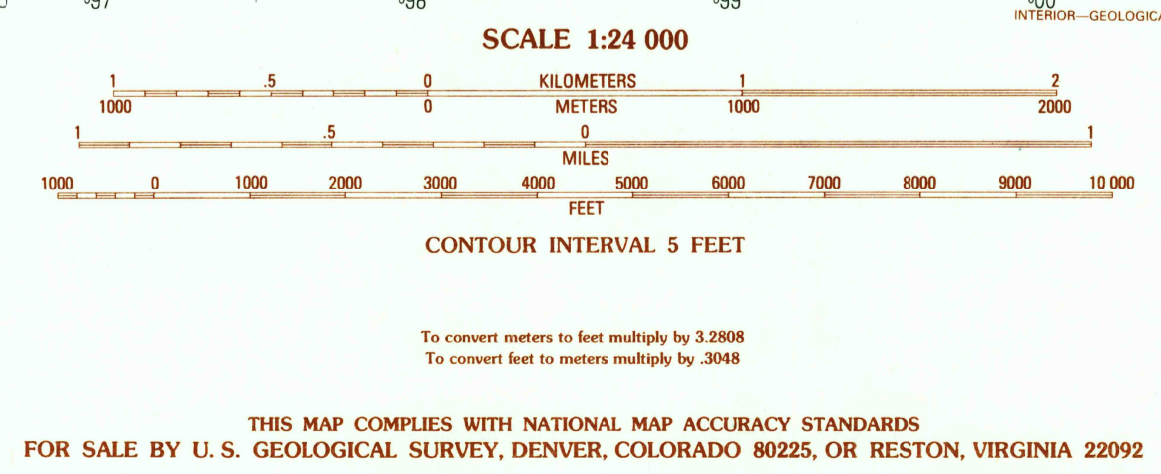 97 98 99 00
INTERIOR—GEOLOGICA
SCALE 1:24 000
1 .5 0 KILOMETERS 1 2
1000 0 METERS 1000 2000
1 .5 0 1
MILES
1000 0 1000 2000 3000 4000 5000 6000 7000 8000 9000 10 000
FEET
CONTOUR INTERVAL 5 FEET
To convert meters to feet multiply by 3.2808
To convert feet to meters multiply by .3048
THIS MAP COMPLIES WITH NATIONAL MAP ACCURACY STANDARDS
FOR SALE BY U. S. GEOLOGICAL SURVEY, DENVER, COLORADO 80225, OR RESTON, VIRGINIA 22092